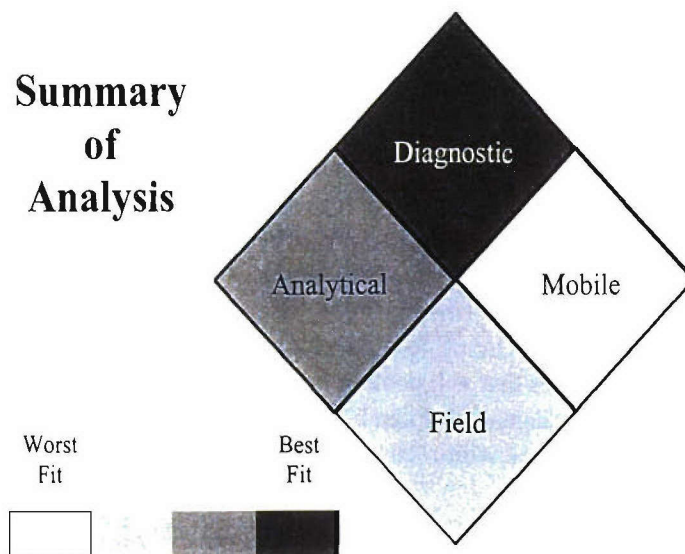 Summary
of
Analysis
Diagnostic
Analytical
Mobile
Field
Worst
Fit
Best
Fit